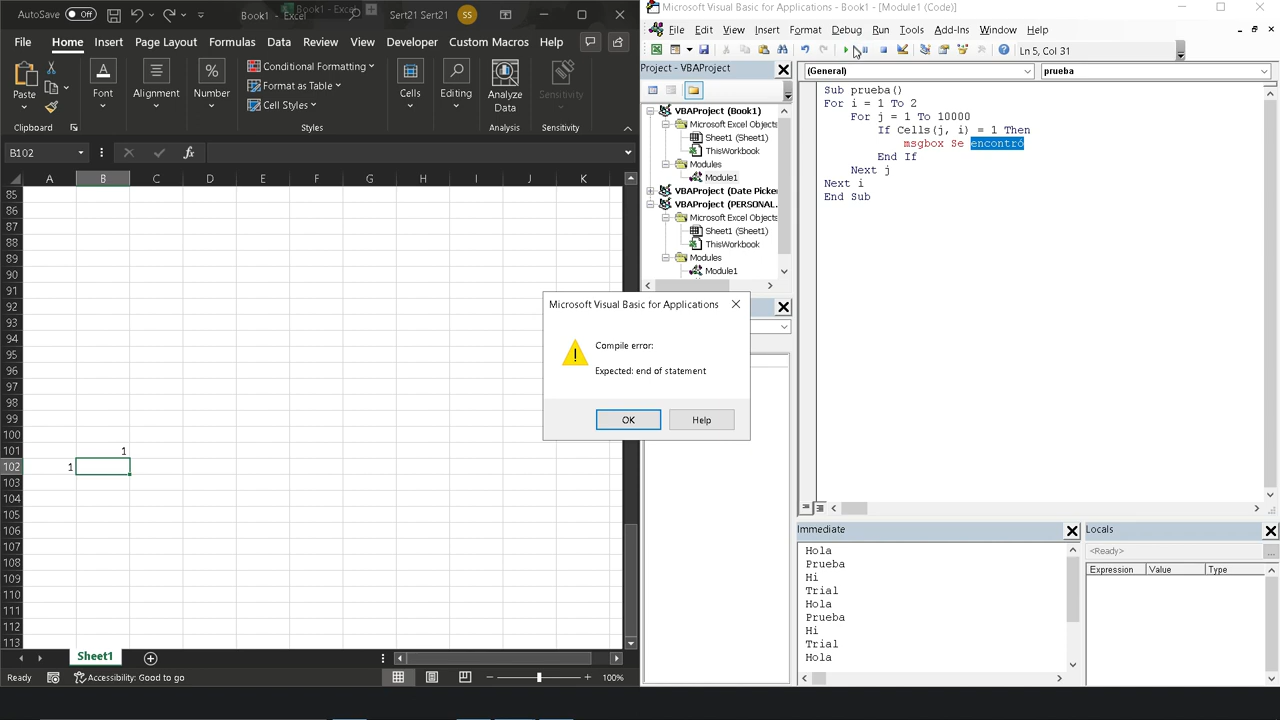 AutoSave Off Book1 - Excel Book1 - Excel Sert21 Sert21 SS
File Home Insert Page Layout Formulas Data Review View Developer Custom Macros Help
Paste Font Alignment Number Conditional Formatting Format as Table Cell Styles Cells Editing Analyze Data Sensitivity
Clipboard Styles Analysis Sensitivity
B102 fx
A B C D E F G H I J K
85
86
87
88
89
90
91
92
93
94
95
96
97
98
99
100
101 1
102 1
103
104
105
106
107
108
109
110
111
112
113
Sheet1
Ready Accessibility: Good to go 100%
Microsoft Visual Basic for Applications - Book1 - [Module1 (Code)]
File Edit View Insert Format Debug Run Tools Add-Ins Window Help
Ln 5, Col 31
Project - VBAProject
VBAProject (Book1)
Microsoft Excel Objects
Sheet1 (Sheet1)
ThisWorkbook
Modules
Module1
VBAProject (Date Picker
VBAProject (PERSONAL.
Microsoft Excel Objects
Sheet1 (Sheet1)
ThisWorkbook
Modules
Module1
(General) prueba
Sub prueba()
For i = 1 To 2
For j = 1 To 10000
If Cells(j, i) = 1 Then
msgbox Se encontró
End If
Next j
Next i
End Sub
Microsoft Visual Basic for Applications
Compile error:
Expected: end of statement
OK Help
Immediate
Hola
Prueba
Hi
Trial
Hola
Prueba
Hi
Trial
Hola
Locals
<Ready>
Expression Value Type